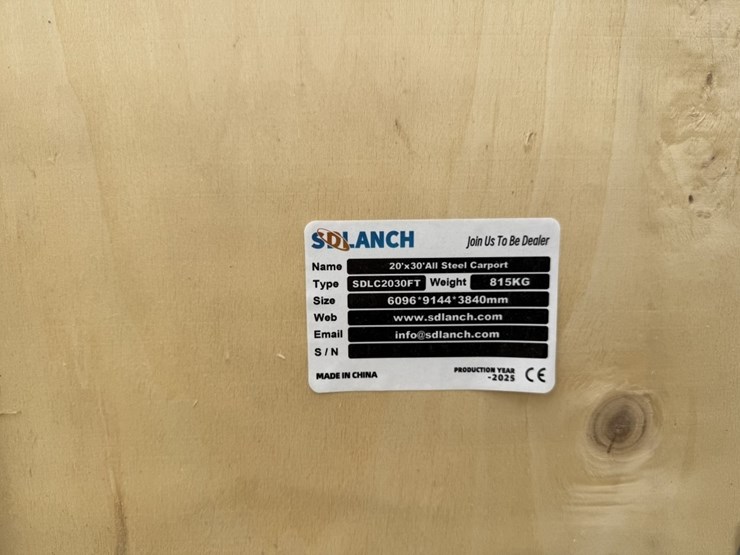 SDLANCH Join Us To Be Dealer
Name 20'x30'All Steel Carport
Type SDLC2030FT Weight 815KG
Size 6096*9144*3840mm
Web www.sdlanch.com
Email info@sdlanch.com
S/N
MADE IN CHINA PRODUCTION YEAR
-2025 CE